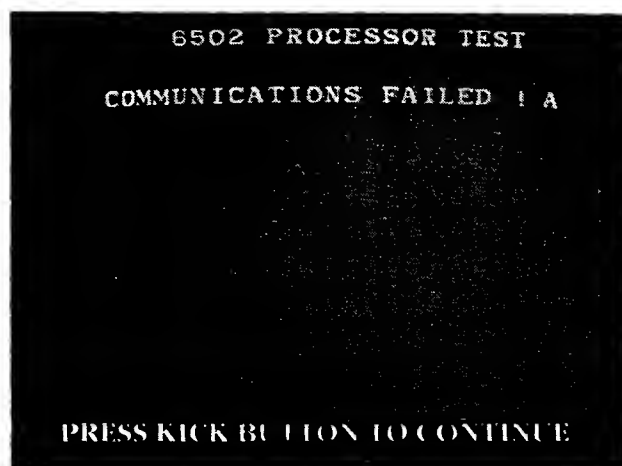 6502 PROCESSOR TEST
COMMUNICATIONS FAILED ! A
PRESS KICK BUTTON TO CONTINUE